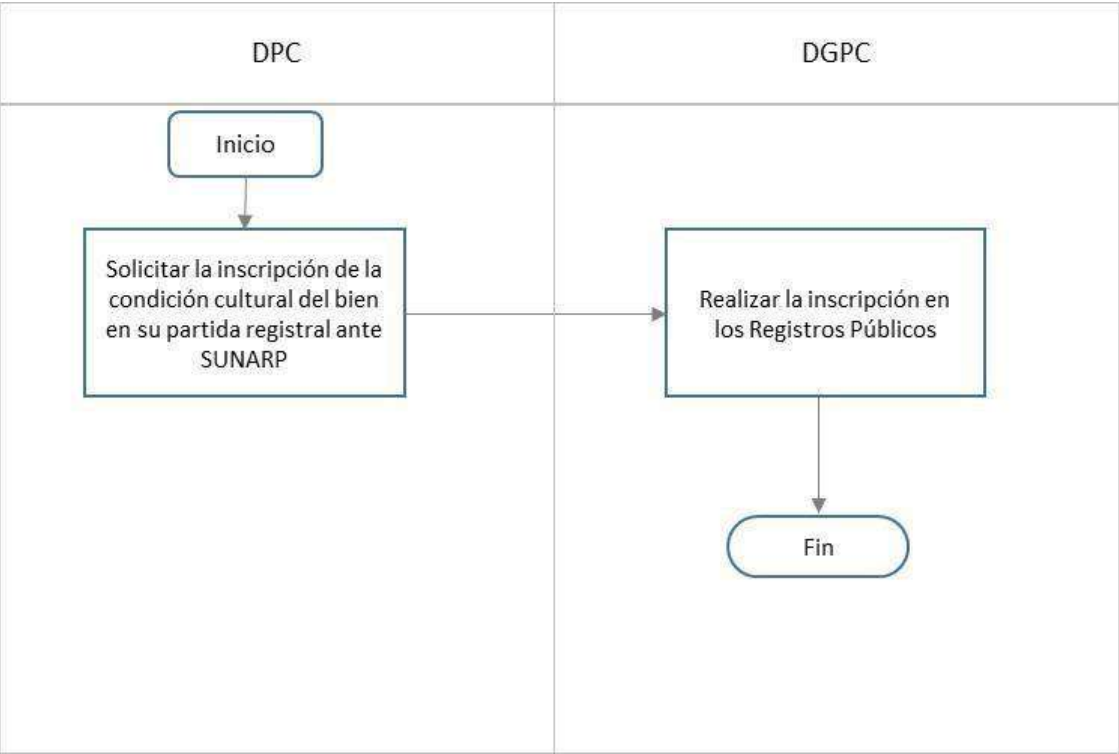 DPC
DGPC
Inicio
Solicitar la inscripción de la
condición cultural del bien
en su partida registral ante
SUNARP
Realizar la inscripción en
los Registros Públicos
Fin